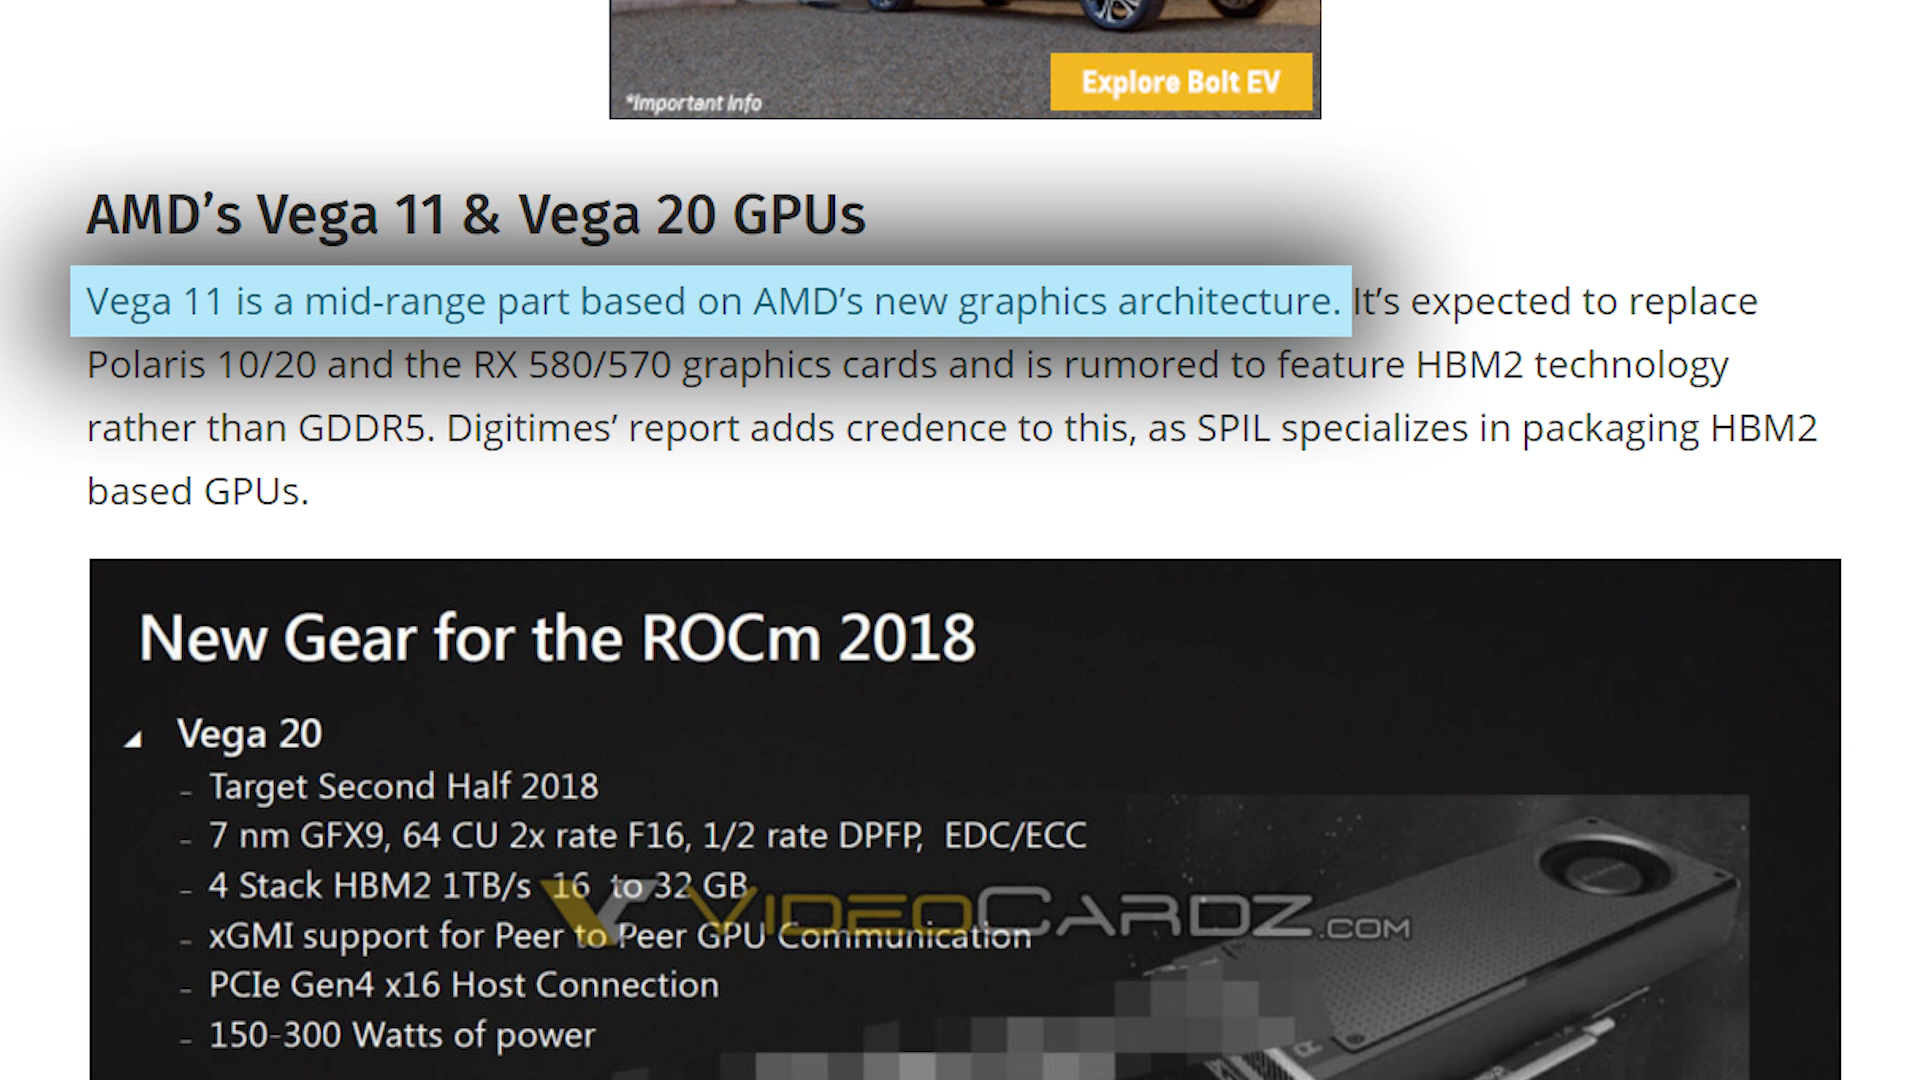 *Important Info
Explore Bolt EV
AMD’s Vega 11 & Vega 20 GPUs
Vega 11 is a mid-range part based on AMD’s new graphics architecture. It’s expected to replace
Polaris 10/20 and the RX 580/570 graphics cards and is rumored to feature HBM2 technology
rather than GDDR5. Digitimes’ report adds credence to this, as SPIL specializes in packaging HBM2
based GPUs.
New Gear for the ROCm 2018
Vega 20
- Target Second Half 2018
- 7 nm GFX9, 64 CU 2x rate F16, 1/2 rate DPFP, EDC/ECC
- 4 Stack HBM2 1TB/s 16 to 32 GB
VIDEOCARDZ.COM
- xGMI support for Peer to Peer GPU Communication
- PCIe Gen4 x16 Host Connection
- 150-300 Watts of power